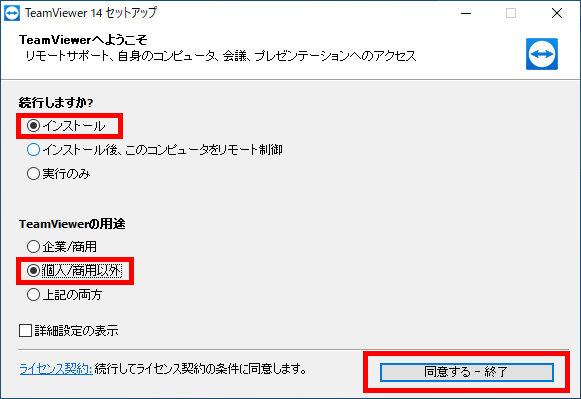 TeamViewer 14 セットアップ
TeamViewerへようこそ
リモートサポート、自身のコンピュータ、会議、プレゼンテーションへのアクセス
続行しますか?
インストール
インストール後、このコンピュータをリモート制御
実行のみ
TeamViewerの用途
企業/商用
個人/商用以外
上記の両方
詳細設定の表示
ライセンス契約: 続行してライセンス契約の条件に同意します。
同意する - 終了